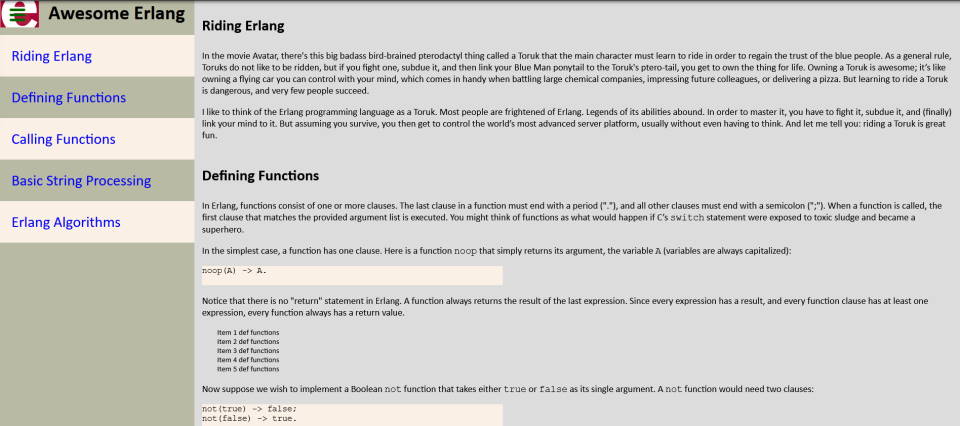 Awesome Erlang
Riding Erlang
Defining Functions
Calling Functions
Basic String Processing
Erlang Algorithms
Riding Erlang
In the movie Avatar, there's this big badass bird-brained pterodactyl thing called a Toruk that the main character must learn to ride in order to regain the trust of the blue people. As a general rule,
Toruks do not like to be ridden, but if you fight one, subdue it, and then link your Blue Man ponytail to the Toruk's ptero-tail, you get to own the thing for life. Owning a Toruk is awesome; it's like
owning a flying car you can control with your mind, which comes in handy when battling large chemical companies, impressing future colleagues, or delivering a pizza. But learning to ride a Toruk
is dangerous, and very few people succeed.
I like to think of the Erlang programming language as a Toruk. Most people are frightened of Erlang. Legends of its abilities abound. In order to master it, you have to fight it, subdue it, and (finally)
link your mind to it. But assuming you survive, you then get to control the world's most advanced server platform, usually without even having to think. And let me tell you: riding a Toruk is great
fun.
Defining Functions
In Erlang, functions consist of one or more clauses. The last clause in a function must end with a period ("."), and all other clauses must end with a semicolon (";"). When a function is called, the
first clause that matches the provided argument list is executed. You might think of functions as what would happen if C's switch statement were exposed to toxic sludge and became a
superhero.
In the simplest case, a function has one clause. Here is a function noop that simply returns its argument, the variable A (variables are always capitalized):
noop(A) -> A.
Notice that there is no "return" statement in Erlang. A function always returns the result of the last expression. Since every expression has a result, and every function clause has at least one
expression, every function always has a return value.
Item 1 def functions
Item 2 def functions
Item 3 def functions
Item 4 def functions
Item 5 def functions
Now suppose we wish to implement a Boolean not function that takes either true or false as its single argument. A not function would need two clauses:
not(true) -> false;
not(false) -> true.